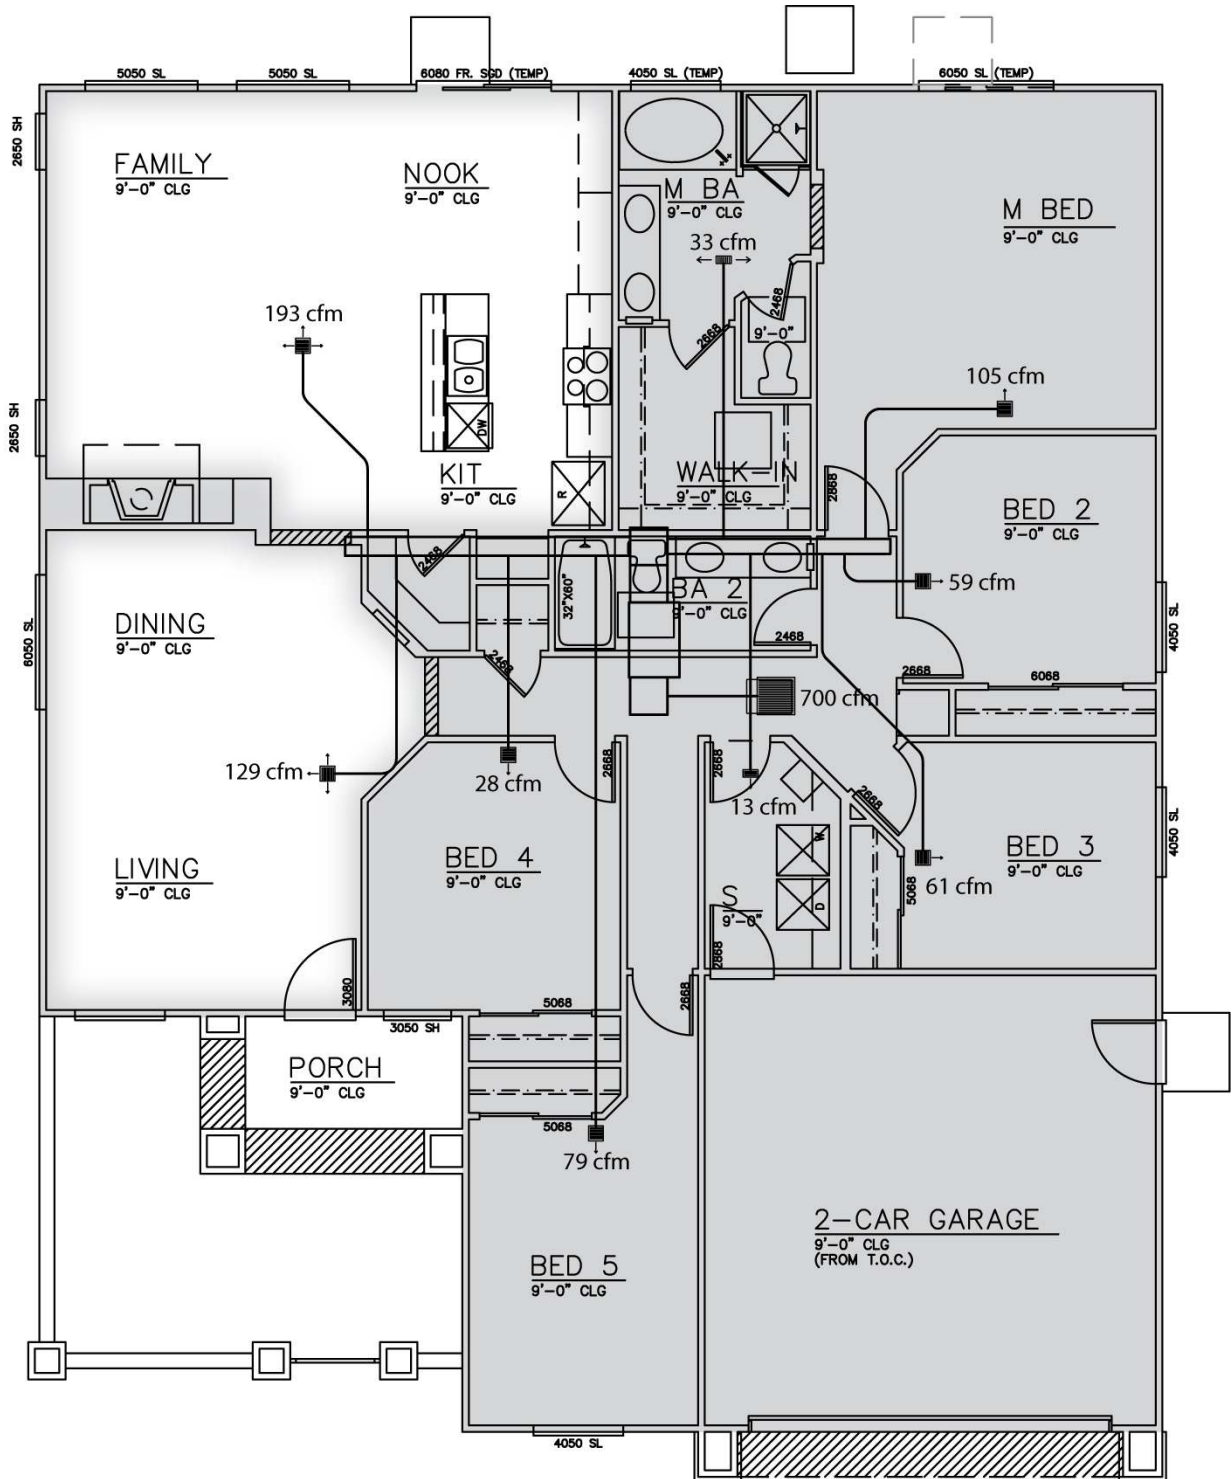 5050 SL
5050 SL
6080 FR. SGD (TEMP)
4050 SL (TEMP)
6050 SL (TEMP)
2650 SH
FAMILY
9'-0" CLG
NOOK
9'-0" CLG
M BA
9'-0" CLG
33 cfm
M BED
9'-0" CLG
193 cfm
2468
2668
9'-0"
105 cfm
2650 SH
DW
KIT
9'-0" CLG
R
WALK-IN
9'-0" CLG
2868
BED 2
9'-0" CLG
2468
32"X60"
BA 2
9'-0" CLG
59 cfm
DINING
9'-0" CLG
6050 SL
2468
2468
4050 SL
2668
6068
700 cfm
129 cfm
28 cfm
2668
2668
13 cfm
2668
4050 SL
LIVING
9'-0" CLG
BED 4
9'-0" CLG
W
BED 3
9'-0" CLG
61 cfm
5068
S
9'-0"
D
2868
3080
3050 SH
5068
2668
PORCH
9'-0" CLG
5068
79 cfm
2-CAR GARAGE
9'-0" CLG
(FROM T.O.C.)
BED 5
9'-0" CLG
4050 SL